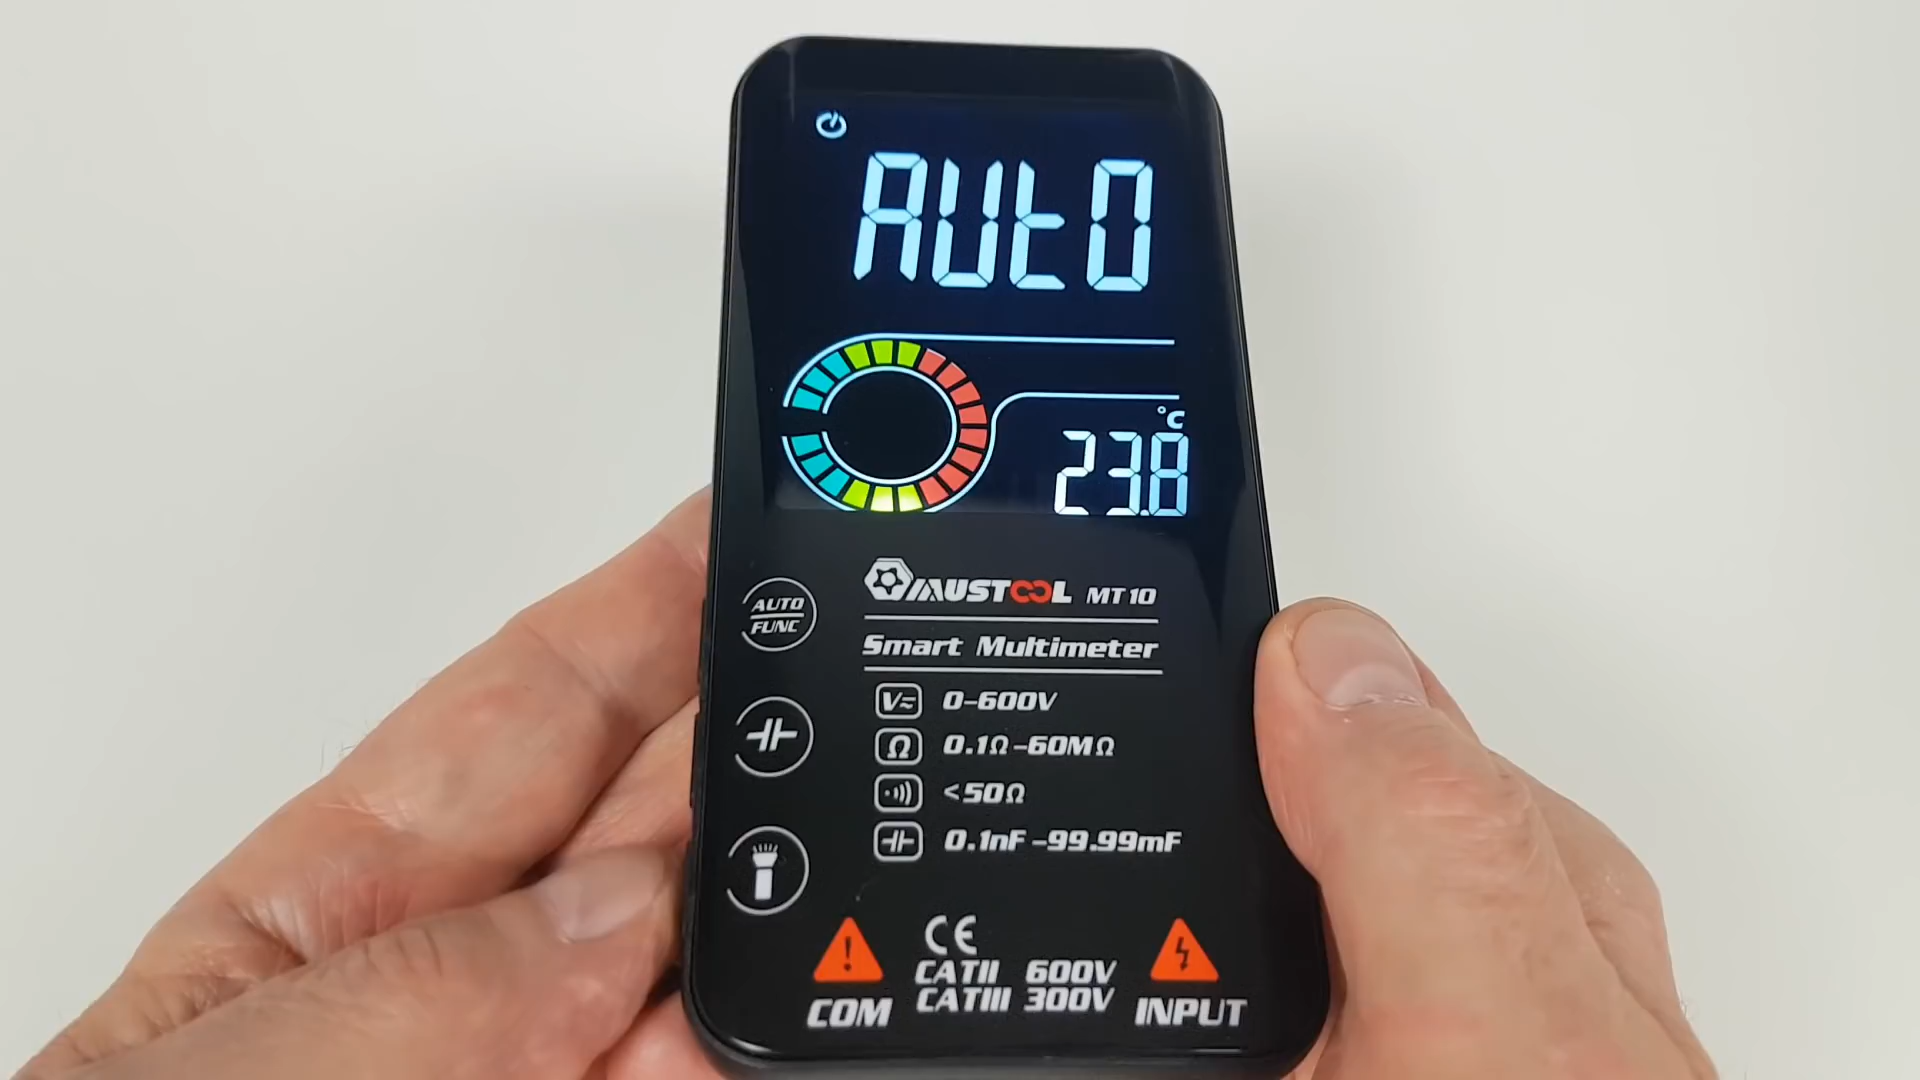 AUtO
°C
23.8
MUSTOOL MT10
Smart Multimeter
AUTO
FUNC
V 0-600V
Ω 0.1Ω-60MΩ
<50Ω
0.1nF-99.99mF
CE
CATII 600V
CATIII 300V
COM
INPUT